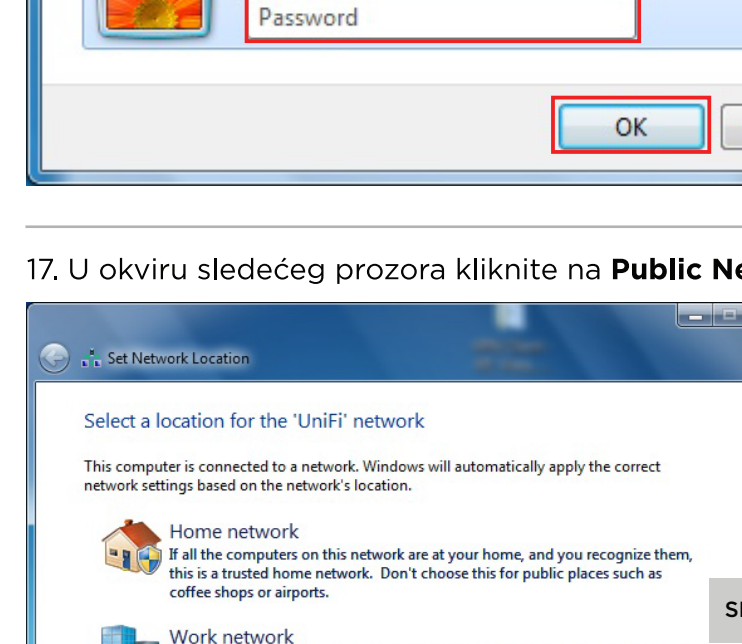 Password
OK
17. U okviru sledećeg prozora kliknite na Public Ne
Set Network Location
Select a location for the 'UniFi' network
This computer is connected to a network. Windows will automatically apply the correct
network settings based on the network's location.
Home network
If all the computers on this network are at your home, and you recognize them,
this is a trusted home network. Don't choose this for public places such as
coffee shops or airports.
Work network